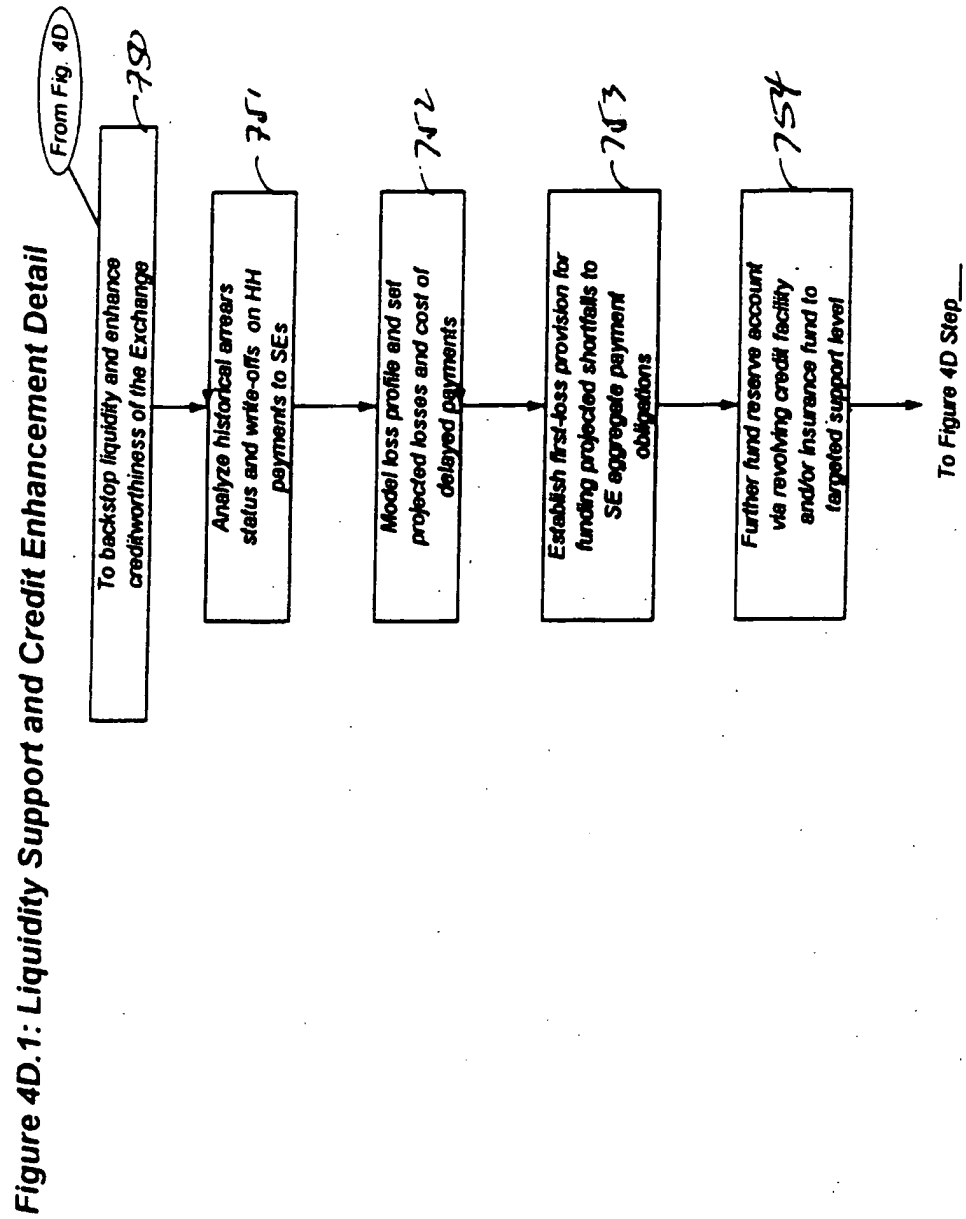 Figure 4D.1: Liquidity Support and Credit Enhancement Detail
From Fig. 4D
To backstop liquidity and enhance
creditworthiness of the Exchange
750
Analyze historical arrears
status and write-offs on HH
payments to SEs
751
Model loss profile and set
projected losses and cost of
delayed payments
752
Establish first-loss provision for
funding projected shortfalls to
SE aggregate payment
obligations
753
Further fund reserve account
via revolving credit facility
and/or insurance fund to
targeted support level
754
To Figure 4D Step__